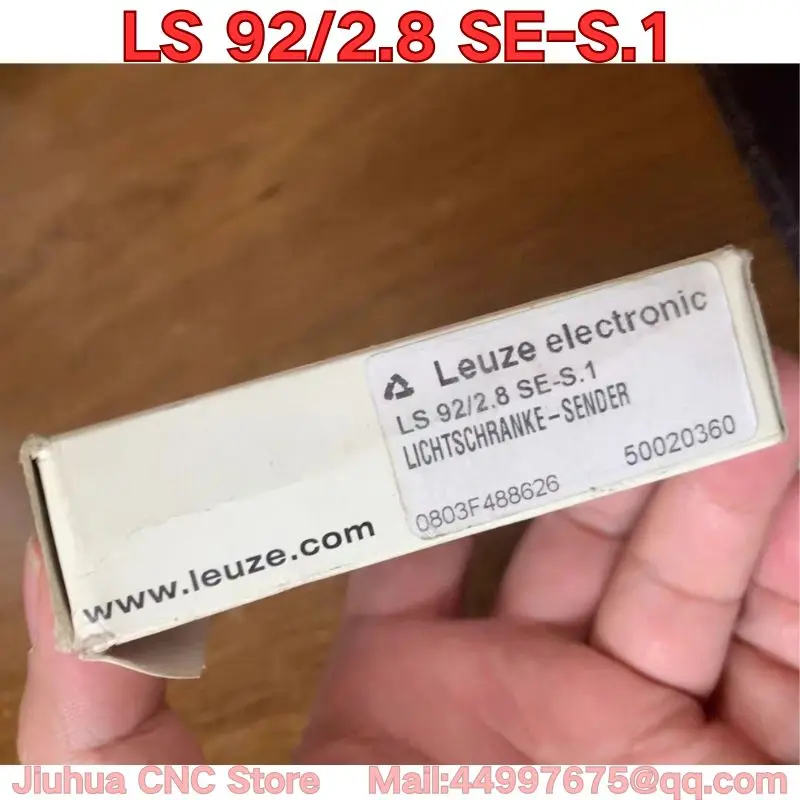 LS 92/2.8 SE-S.1
Leuze electronic
LS 92/2.8 SE-S.1
LICHTSCHRANKE-SENDER
0803F488626 50020360
www.leuze.com
Jiuhua CNC Store Mail:44997675@qq.com